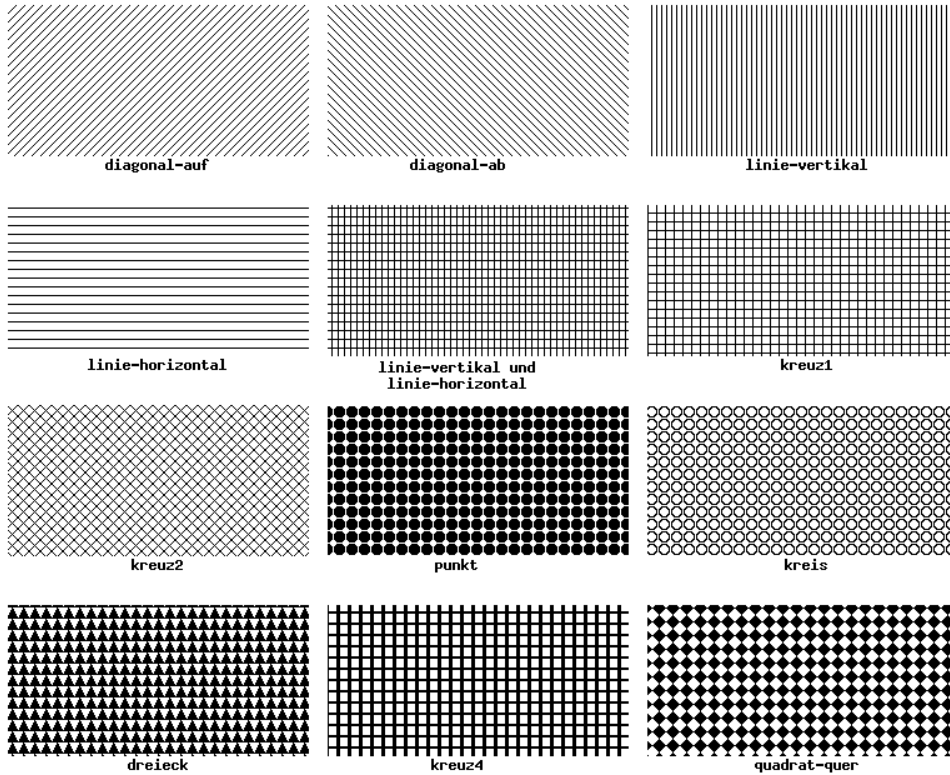 diagonal-auf
diagonal-ab
linie-vertikal
linie-horizontal
linie-vertikal und
linie-horizontal
kreuz1
kreuz2
punkt
kreis
dreieck
kreuz4
quadrat-quer